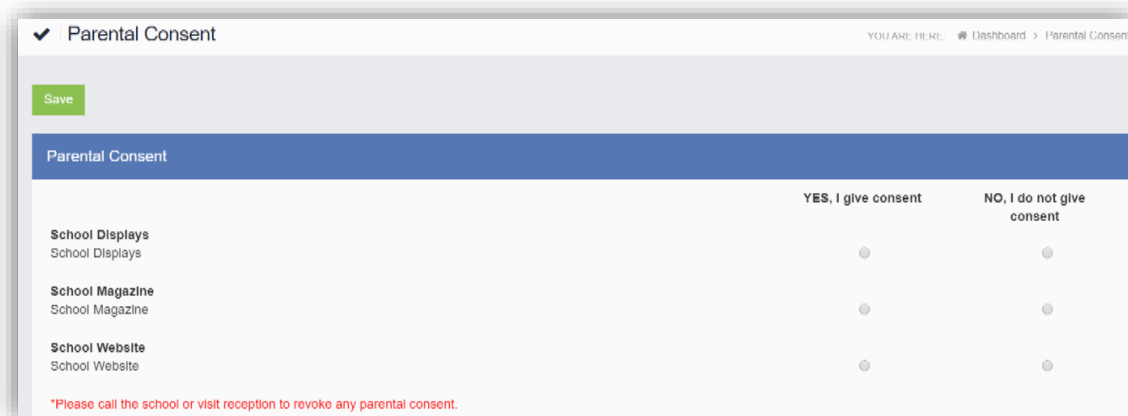 Parental Consent
YOU ARE HERE: Dashboard > Parental Consent
Save
Parental Consent
YES, I give consent
NO, I do not give
consent
School Displays
School Displays
School Magazine
School Magazine
School Website
School Website
*Please call the school or visit reception to revoke any parental consent.